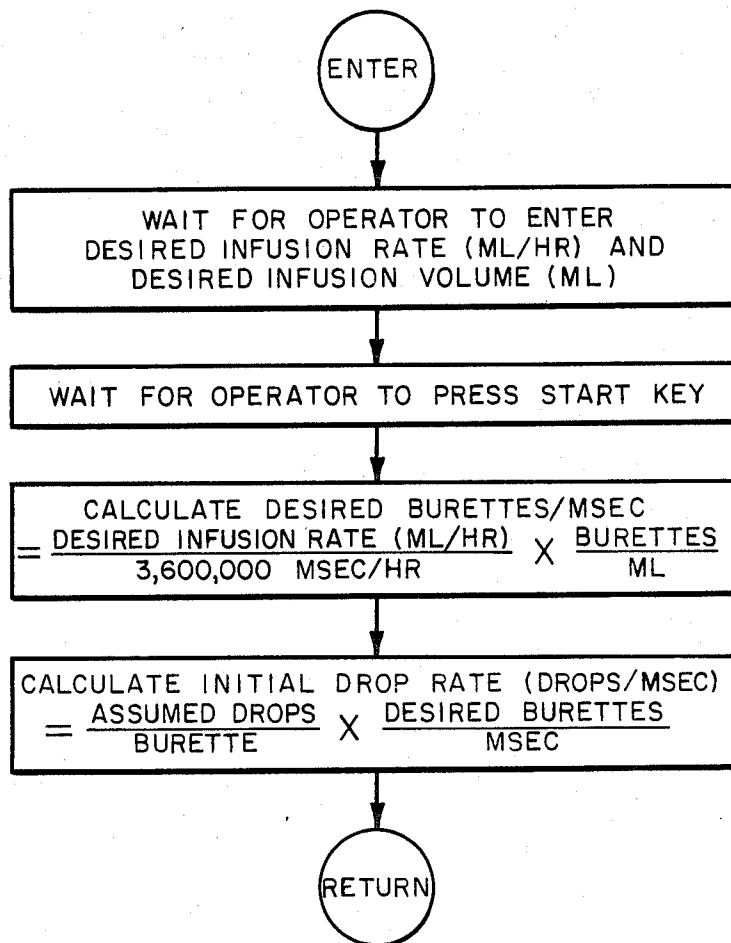 ENTER
WAIT FOR OPERATOR TO ENTER
DESIRED INFUSION RATE (ML/HR) AND
DESIRED INFUSION VOLUME (ML)
WAIT FOR OPERATOR TO PRESS START KEY
CALCULATE DESIRED BURETTES/MSEC
= DESIRED INFUSION RATE (ML/HR) / 3,600,000 MSEC/HR X BURETTES / ML
CALCULATE INITIAL DROP RATE (DROPS/MSEC)
= ASSUMED DROPS / BURETTE X DESIRED BURETTES / MSEC
RETURN